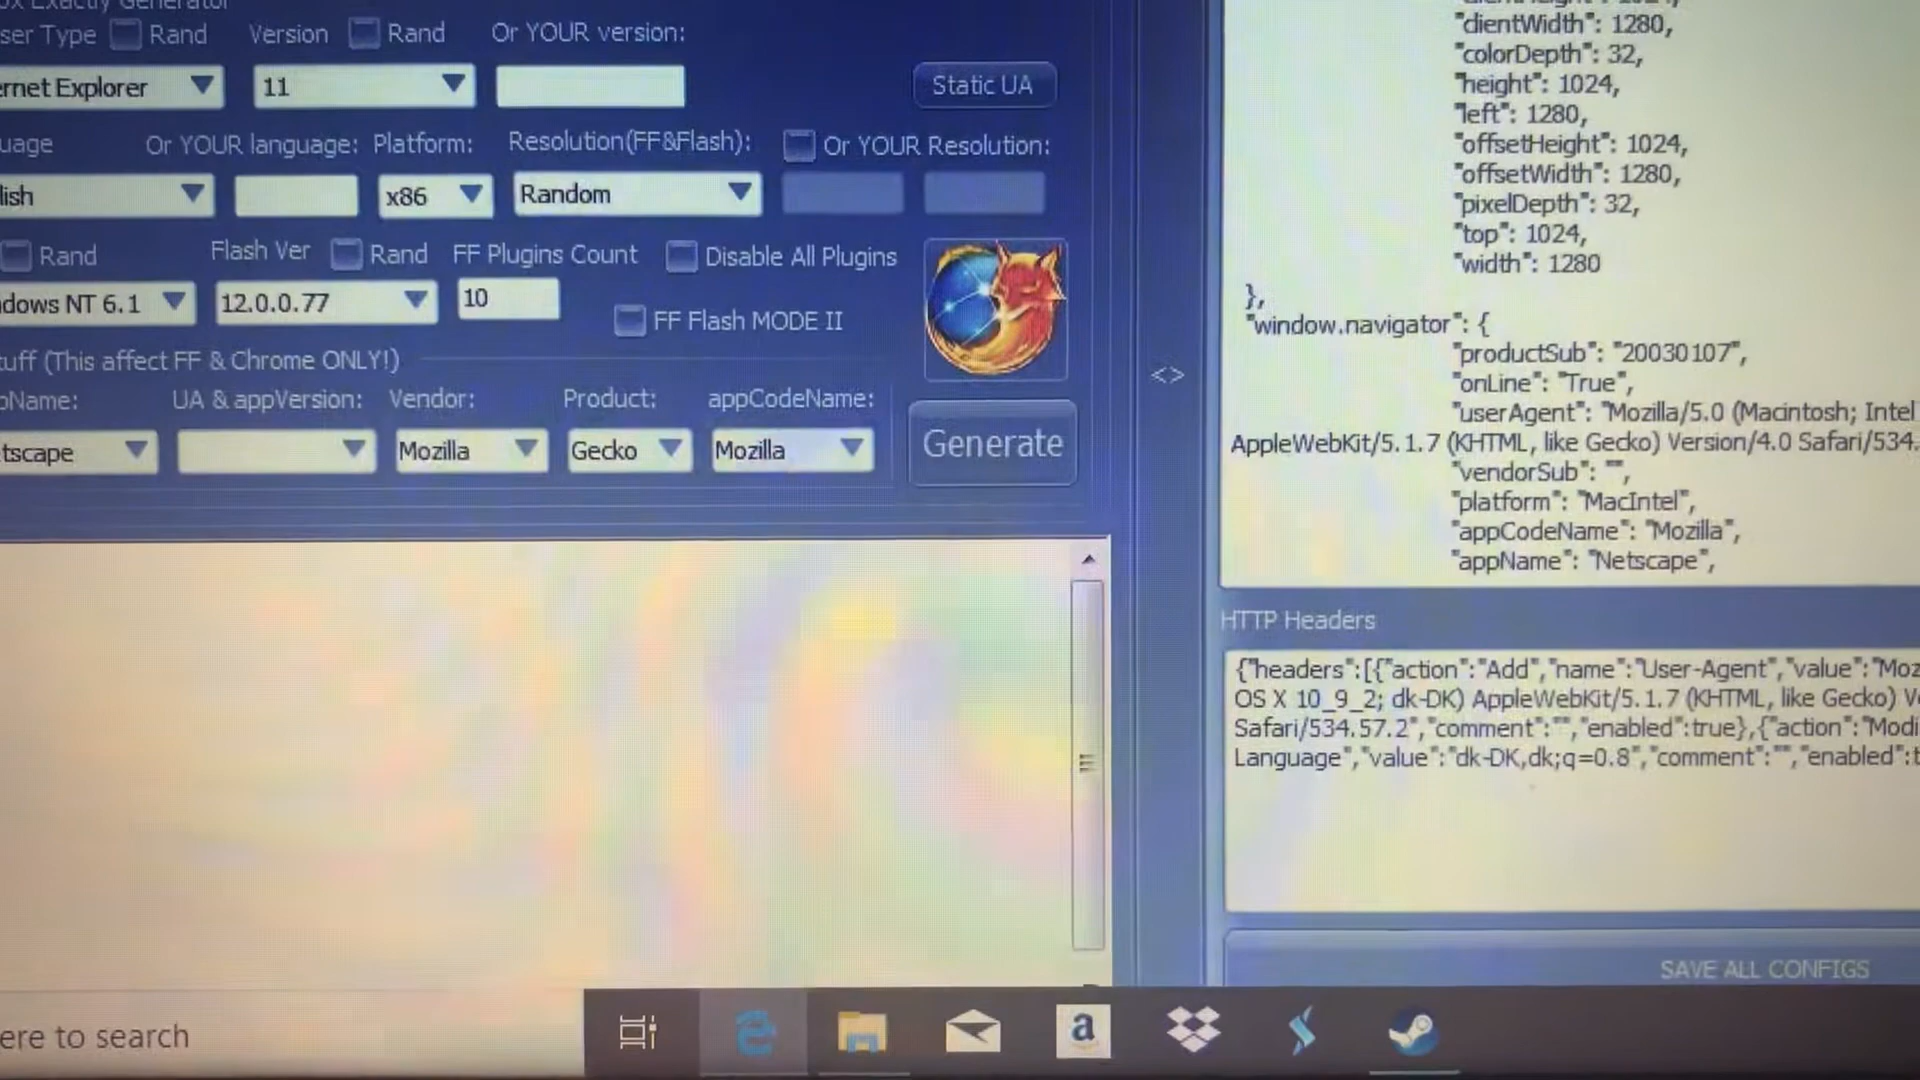 ser Type Rand Version Rand Or YOUR version:
ernet Explorer 11 Static UA
uage Or YOUR language: Platform: Resolution(FF&Flash): Or YOUR Resolution:
lish x86 Random
Rand Flash Ver Rand FF Plugins Count Disable All Plugins
dows NT 6.1 12.0.0.77 10 FF Flash MODE II
tuff (This affect FF & Chrome ONLY!)
Name: UA & appVersion: Vendor: Product: appCodeName:
tscape Mozilla Gecko Mozilla Generate
<>
"clientWidth": 1280,
"colorDepth": 32,
"height": 1024,
"left": 1280,
"offsetHeight": 1024,
"offsetWidth": 1280,
"pixelDepth": 32,
"top": 1024,
"width": 1280
},
"window.navigator": {
"productSub": "20030107",
"onLine": "True",
"userAgent": "Mozilla/5.0 (Macintosh; Intel
AppleWebKit/5.1.7 (KHTML, like Gecko) Version/4.0 Safari/534.
"vendorSub": "",
"platform": "MacIntel",
"appCodeName": "Mozilla",
"appName": "Netscape",
HTTP Headers
{"headers":[{"action":"Add","name":"User-Agent","value":"Moz
OS X 10_9_2; dk-DK) AppleWebKit/5.1.7 (KHTML, like Gecko) V
Safari/534.57.2","comment":"","enabled":true},{"action":"Modi
Language","value":"dk-DK,dk;q=0.8","comment":"","enabled":t
SAVE ALL CONFIGS
ere to search
a